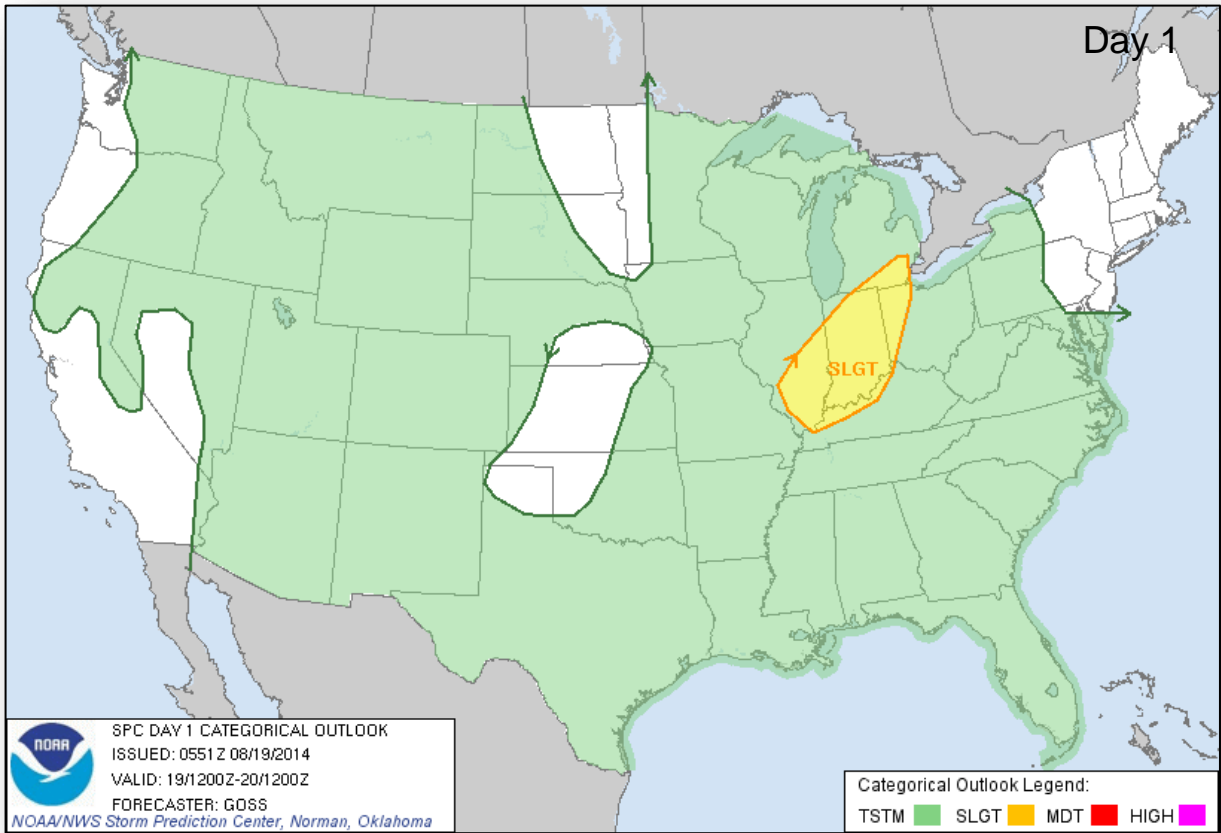 Day 1
SLGT
NOAA
SPC DAY 1 CATEGORICAL OUTLOOK
ISSUED: 0551Z 08/19/2014
VALID: 19/1200Z-20/1200Z
FORECASTER: GOSS
NOAA/NWS Storm Prediction Center, Norman, Oklahoma
Categorical Outlook Legend:
TSTM SLGT MDT HIGH